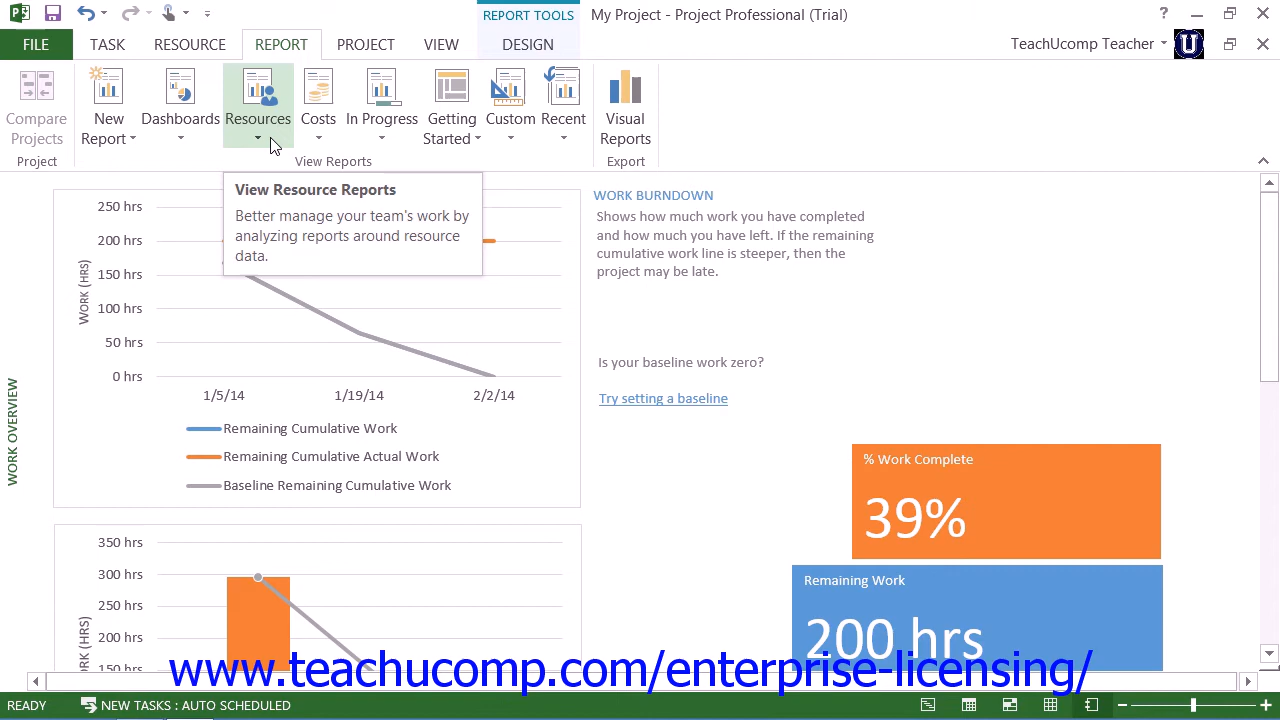 REPORT TOOLS
My Project - Project Professional (Trial)
?
FILE
TASK
RESOURCE
REPORT
PROJECT
VIEW
DESIGN
TeachUcomp Teacher
U
Compare
Projects
New
Report
Dashboards
Resources
Costs
In Progress
Getting
Started
Custom
Recent
Visual
Reports
Project
View Reports
Export
View Resource Reports
Better manage your team's work by
analyzing reports around resource
data.
250 hrs
200 hrs
150 hrs
100 hrs
50 hrs
0 hrs
WORK (HRS)
1/5/14
1/19/14
2/2/14
Remaining Cumulative Work
Remaining Cumulative Actual Work
Baseline Remaining Cumulative Work
WORK BURNDOWN
Shows how much work you have completed
and how much you have left. If the remaining
cumulative work line is steeper, then the
project may be late.
Is your baseline work zero?
Try setting a baseline
WORK OVERVIEW
% Work Complete
39%
Remaining Work
200 hrs
350 hrs
300 hrs
250 hrs
200 hrs
150 hrs
(HRS)
www.teachucomp.com/enterprise-licensing/
READY
NEW TASKS : AUTO SCHEDULED